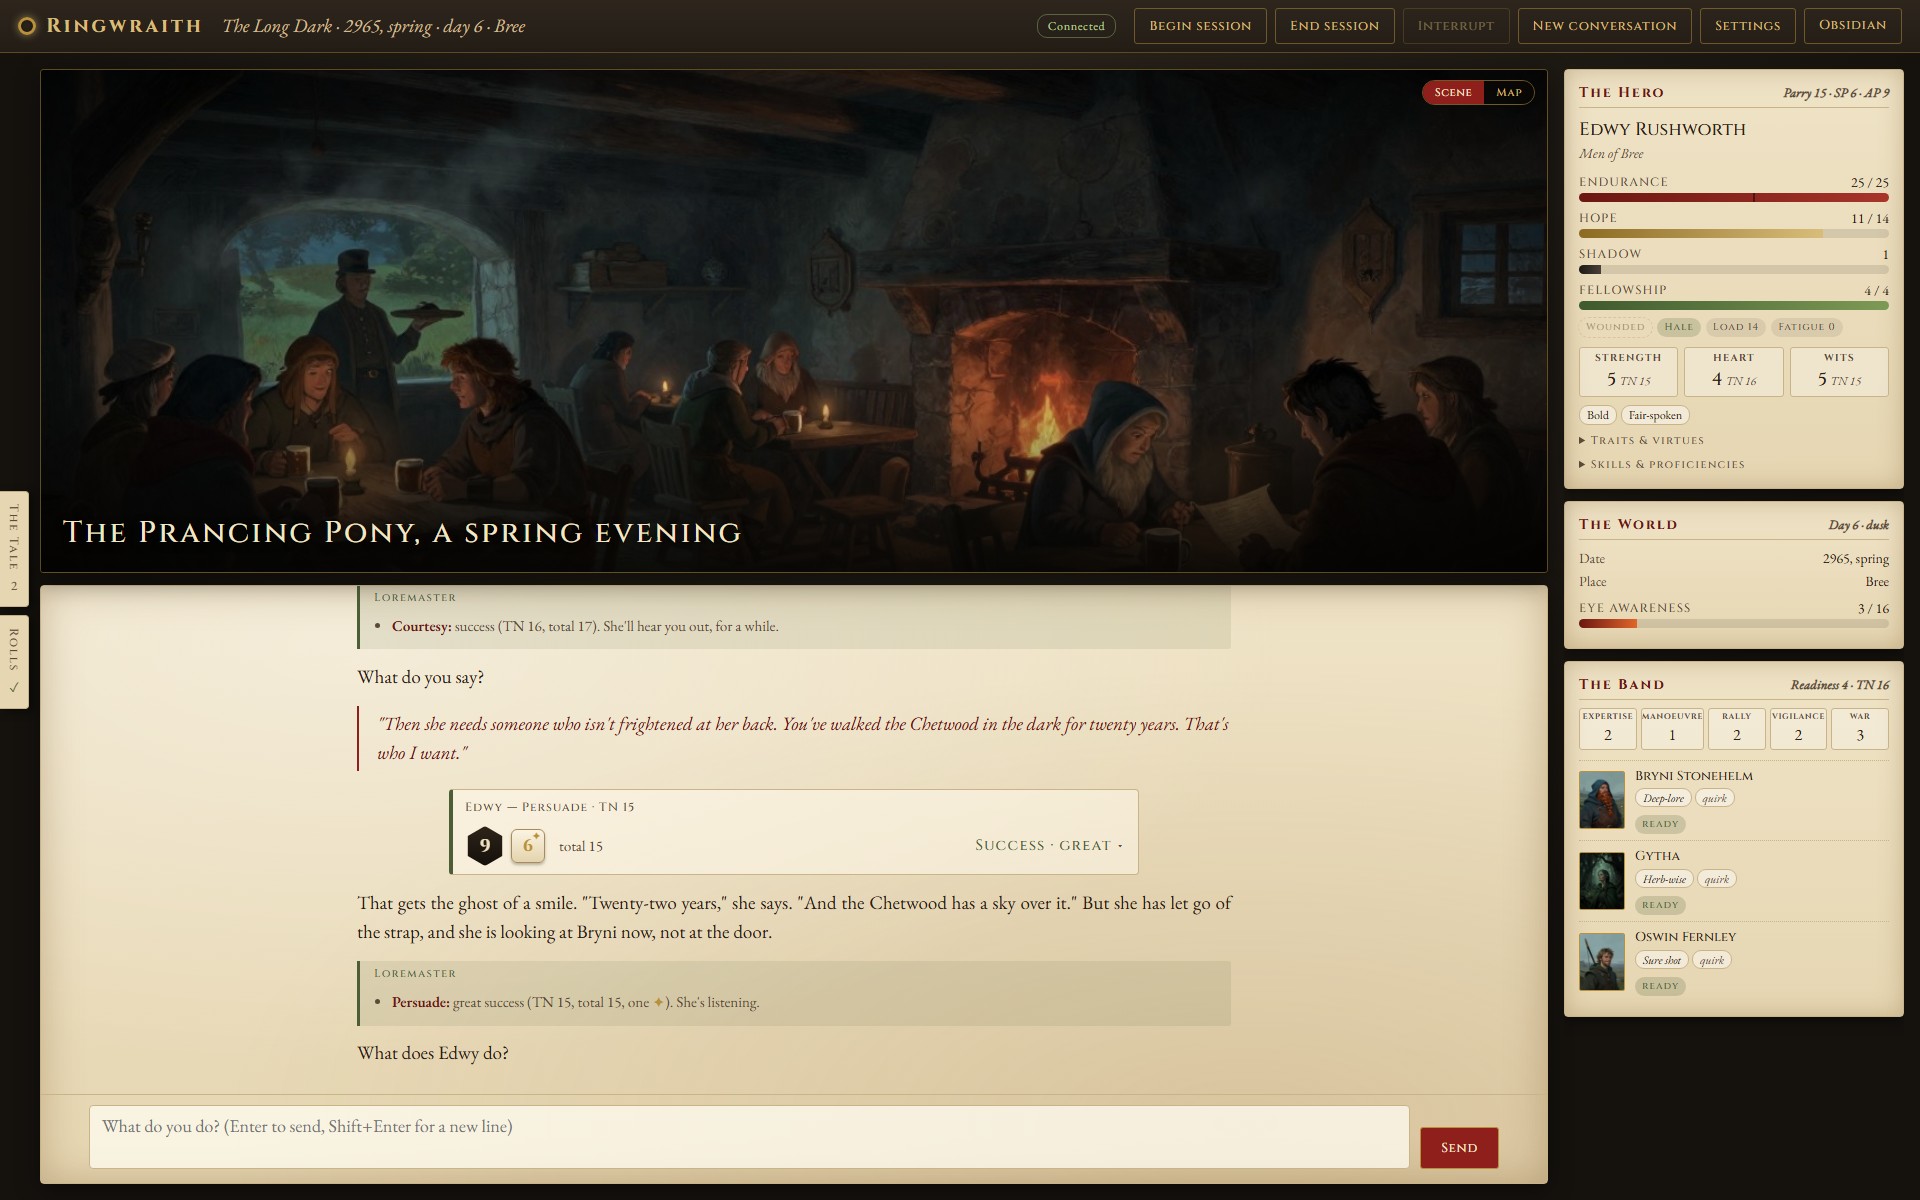 RINGWRAITH
The Long Dark · 2965, spring · day 6 · Bree
Connected
BEGIN SESSION
END SESSION
INTERRUPT
NEW CONVERSATION
SETTINGS
OBSIDIAN
SCENE
MAP
THE PRANCING PONY, A SPRING EVENING
THE TALE 2
ROLLS ✓
LOREMASTER
• Courtesy: success (TN 16, total 17). She'll hear you out, for a while.
What do you say?
"Then she needs someone who isn't frightened at her back. You've walked the Chetwood in the dark for twenty years. That's
who I want."
EDWY — PERSUADE · TN 15
9 6✦ total 15
SUCCESS · GREAT
That gets the ghost of a smile. "Twenty-two years," she says. "And the Chetwood has a sky over it." But she has let go of
the strap, and she is looking at Bryni now, not at the door.
LOREMASTER
• Persuade: great success (TN 15, total 15, one ✦). She's listening.
What does Edwy do?
What do you do? (Enter to send, Shift+Enter for a new line)
SEND
THE HERO
Parry 15 · SP 6 · AP 9
EDWY RUSHWORTH
Men of Bree
ENDURANCE 25 / 25
HOPE 11 / 14
SHADOW 1
FELLOWSHIP 4 / 4
WOUNDED HALE LOAD 14 FATIGUE 0
STRENGTH HEART WITS
5 TN 15 4 TN 16 5 TN 15
Bold Fair-spoken
▶ TRAITS & VIRTUES
▶ SKILLS & PROFICIENCIES
THE WORLD
Day 6 · dusk
Date 2965, spring
Place Bree
EYE AWARENESS 3 / 16
THE BAND
Readiness 4 · TN 16
EXPERTISE MANOEUVRE RALLY VIGILANCE WAR
2 1 2 2 3
BRYNI STONEHELM
Deep-lore quirk
READY
GYTHA
Herb-wise quirk
READY
OSWIN FERNLEY
Sure shot quirk
READY